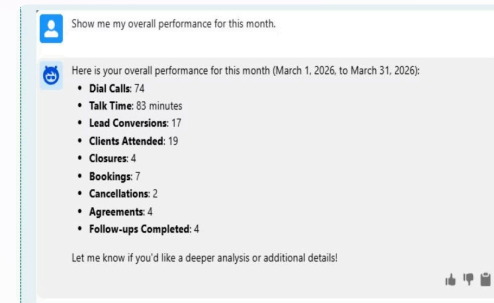 Show me my overall performance for this month.
Here is your overall performance for this month (March 1, 2026, to March 31, 2026):
• Dial Calls: 74
• Talk Time: 83 minutes
• Lead Conversions: 17
• Clients Attended: 19
• Closures: 4
• Bookings: 7
• Cancellations: 2
• Agreements: 4
• Follow-ups Completed: 4
Let me know if you'd like a deeper analysis or additional details!